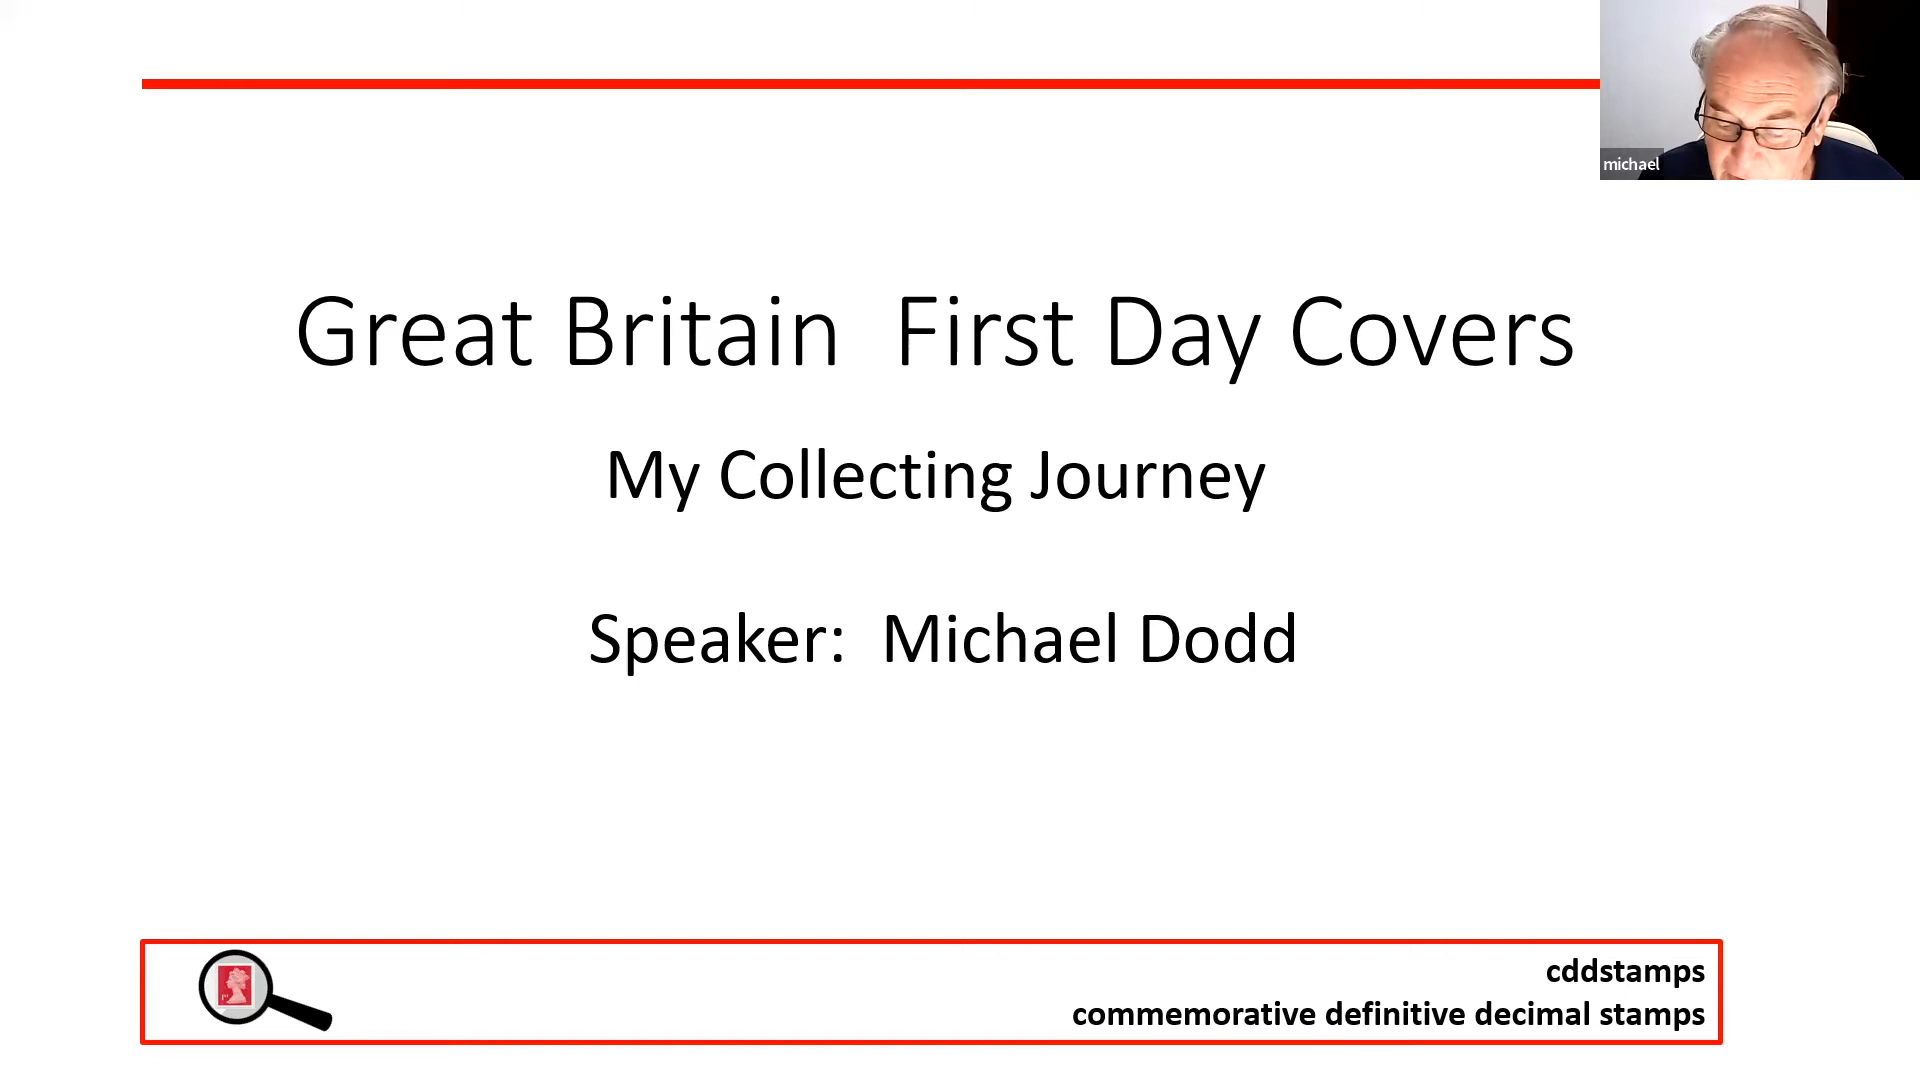 michael
Great Britain  First Day Covers
My Collecting Journey
Speaker:  Michael Dodd
cddstamps
commemorative definitive decimal stamps